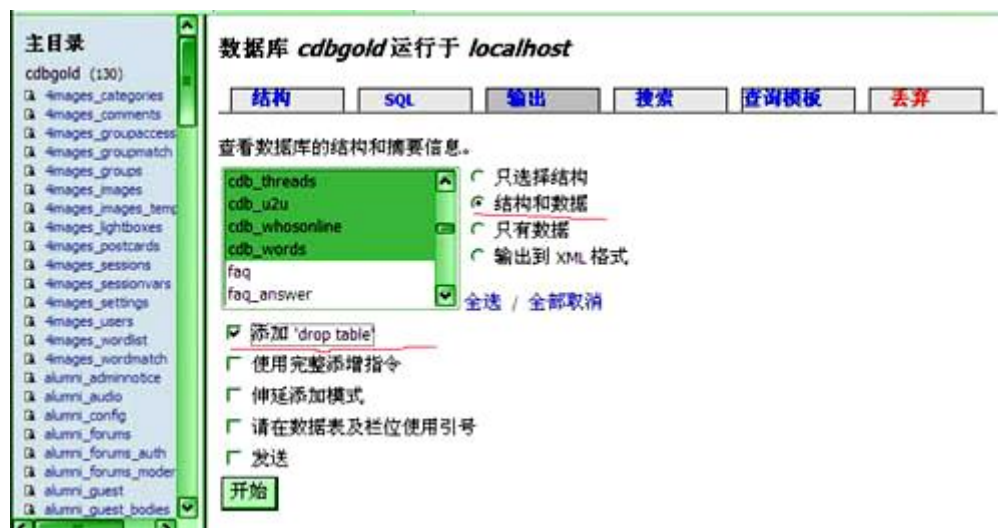 主目录
cdbgold (130)
4images_categories
4images_comments
4images_groupaccess
4images_groupmatch
4images_groups
4images_images
4images_images_temp
4images_lightboxes
4images_postcards
4images_sessions
4images_sessionvars
4images_settings
4images_users
4images_wordlist
4images_wordmatch
alumni_adminnotice
alumni_audio
alumni_config
alumni_forums
alumni_forums_auth
alumni_forums_moder
alumni_guest
alumni_guest_bodies
数据库 cdbgold 运行于 localhost
结构 SQL 输出 搜索 查询模板 丢弃
查看数据库的结构和摘要信息。
cdb_threads
cdb_u2u
cdb_whosonline
cdb_words
faq
faq_answer
只选择结构
结构和数据
只有数据
输出到 XML 格式
全选 / 全部取消
添加 'drop table'
使用完整添增指令
伸延添加模式
请在数据表及栏位使用引号
发送
开始